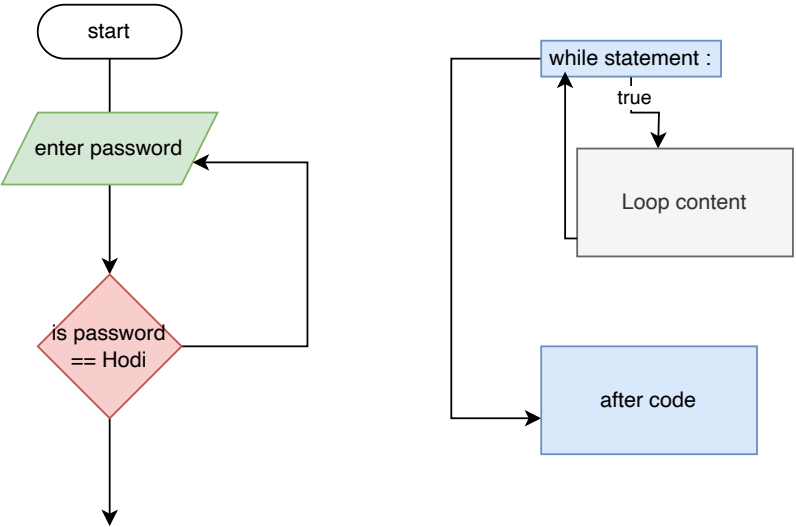 start
enter password
is password
== Hodi
while statement :
true
Loop content
after code